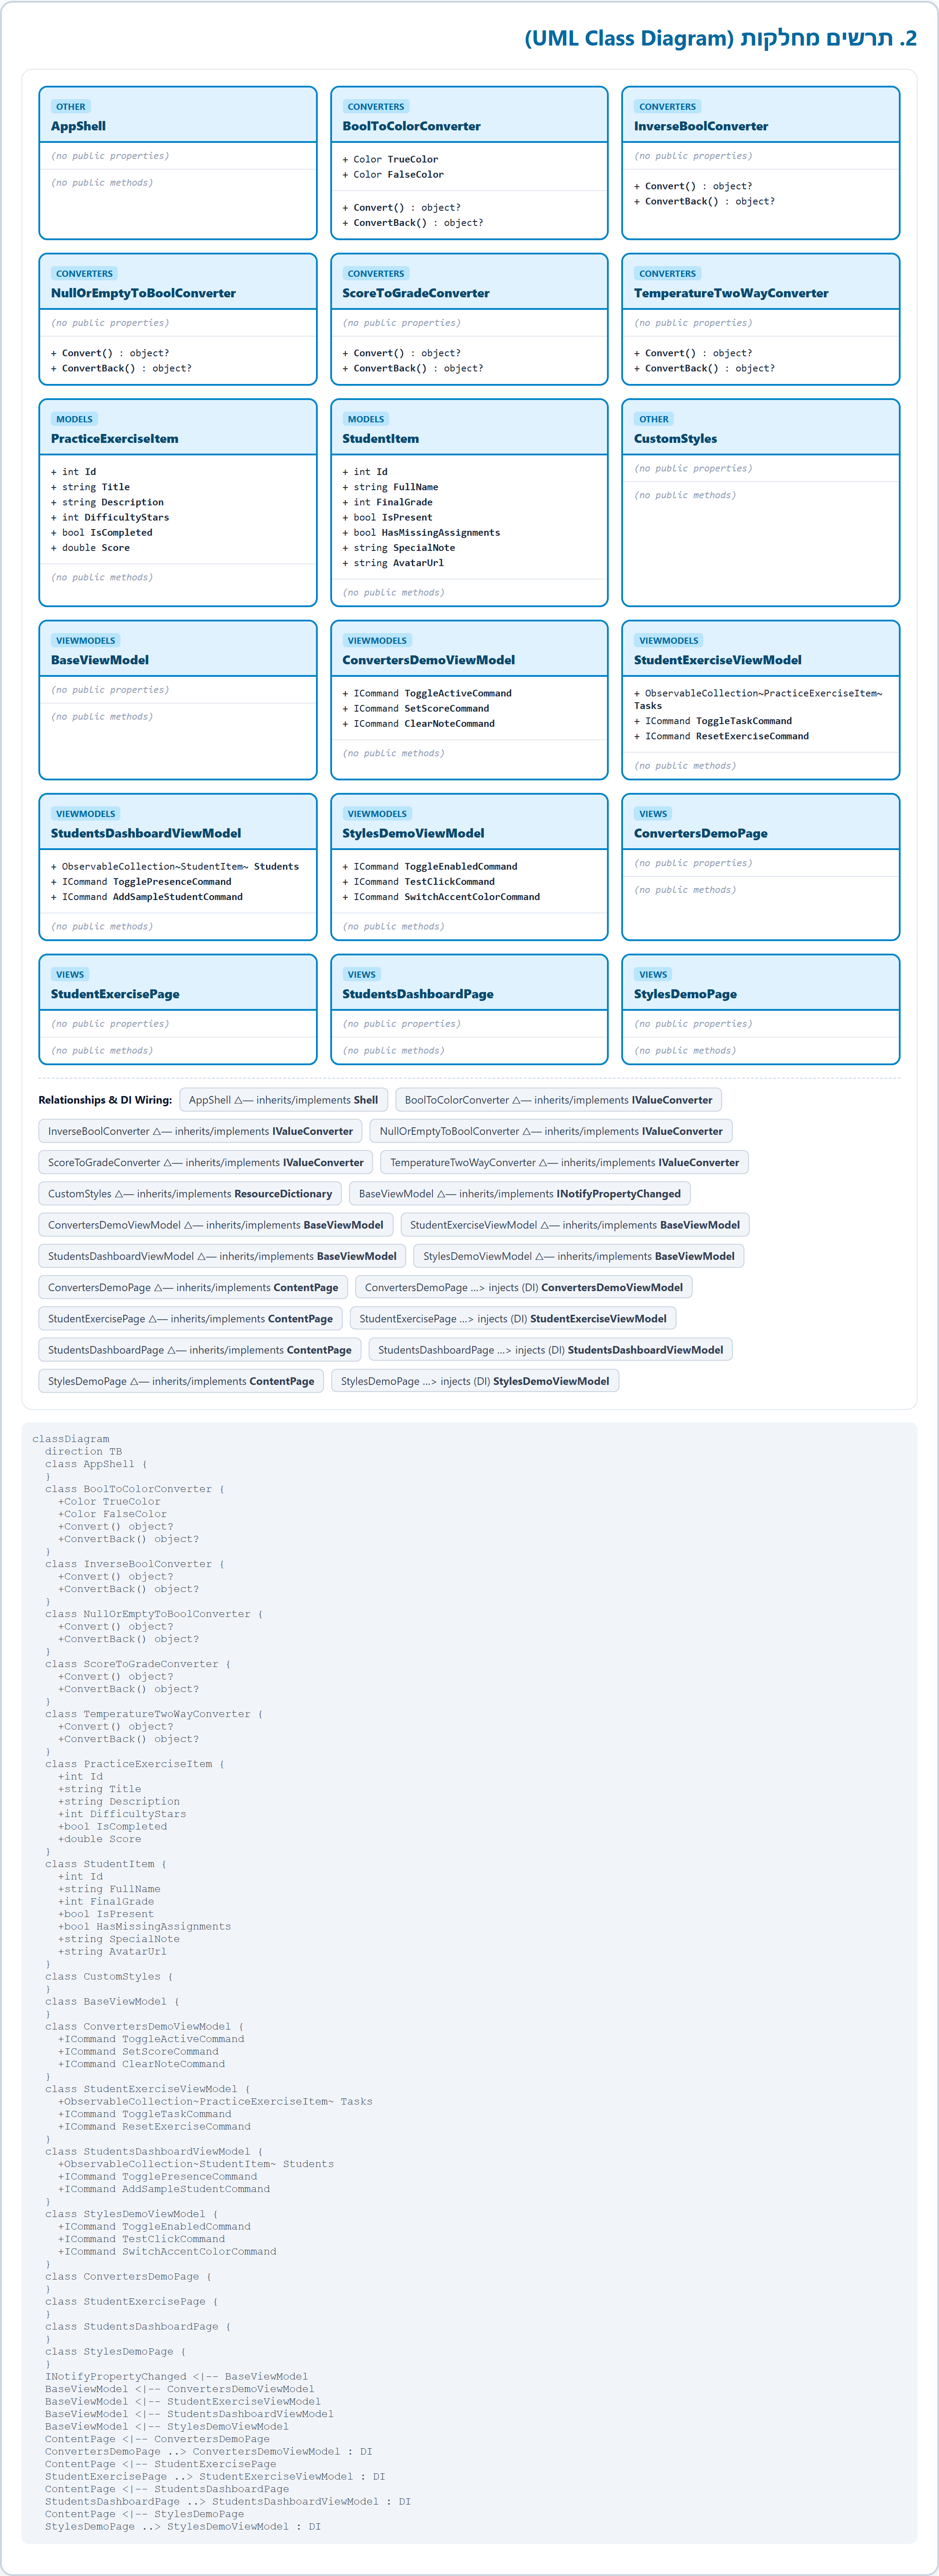 2. תרשים מחלקות (UML Class Diagram)
OTHER
AppShell
(no public properties)
(no public methods)
CONVERTERS
BoolToColorConverter
+ Color TrueColor
+ Color FalseColor
+ Convert() : object?
+ ConvertBack() : object?
CONVERTERS
InverseBoolConverter
(no public properties)
+ Convert() : object?
+ ConvertBack() : object?
CONVERTERS
NullOrEmptyToBoolConverter
(no public properties)
+ Convert() : object?
+ ConvertBack() : object?
CONVERTERS
ScoreToGradeConverter
(no public properties)
+ Convert() : object?
+ ConvertBack() : object?
CONVERTERS
TemperatureTwoWayConverter
(no public properties)
+ Convert() : object?
+ ConvertBack() : object?
MODELS
PracticeExerciseItem
+ int Id
+ string Title
+ string Description
+ int DifficultyStars
+ bool IsCompleted
+ double Score
(no public methods)
MODELS
StudentItem
+ int Id
+ string FullName
+ int FinalGrade
+ bool IsPresent
+ bool HasMissingAssignments
+ string SpecialNote
+ string AvatarUrl
(no public methods)
OTHER
CustomStyles
(no public properties)
(no public methods)
VIEWMODELS
BaseViewModel
(no public properties)
(no public methods)
VIEWMODELS
ConvertersDemoViewModel
+ ICommand ToggleActiveCommand
+ ICommand SetScoreCommand
+ ICommand ClearNoteCommand
(no public methods)
VIEWMODELS
StudentExerciseViewModel
+ ObservableCollection~PracticeExerciseItem~
Tasks
+ ICommand ToggleTaskCommand
+ ICommand ResetExerciseCommand
(no public methods)
VIEWMODELS
StudentsDashboardViewModel
+ ObservableCollection~StudentItem~ Students
+ ICommand TogglePresenceCommand
+ ICommand AddSampleStudentCommand
(no public methods)
VIEWMODELS
StylesDemoViewModel
+ ICommand ToggleEnabledCommand
+ ICommand TestClickCommand
+ ICommand SwitchAccentColorCommand
(no public methods)
VIEWS
ConvertersDemoPage
(no public properties)
(no public methods)
VIEWS
StudentExercisePage
(no public properties)
(no public methods)
VIEWS
StudentsDashboardPage
(no public properties)
(no public methods)
VIEWS
StylesDemoPage
(no public properties)
(no public methods)
Relationships & DI Wiring: AppShell △— inherits/implements Shell BoolToColorConverter △— inherits/implements IValueConverter
InverseBoolConverter △— inherits/implements IValueConverter NullOrEmptyToBoolConverter △— inherits/implements IValueConverter
ScoreToGradeConverter △— inherits/implements IValueConverter TemperatureTwoWayConverter △— inherits/implements IValueConverter
CustomStyles △— inherits/implements ResourceDictionary BaseViewModel △— inherits/implements INotifyPropertyChanged
ConvertersDemoViewModel △— inherits/implements BaseViewModel StudentExerciseViewModel △— inherits/implements BaseViewModel
StudentsDashboardViewModel △— inherits/implements BaseViewModel StylesDemoViewModel △— inherits/implements BaseViewModel
ConvertersDemoPage △— inherits/implements ContentPage ConvertersDemoPage ...> injects (DI) ConvertersDemoViewModel
StudentExercisePage △— inherits/implements ContentPage StudentExercisePage ...> injects (DI) StudentExerciseViewModel
StudentsDashboardPage △— inherits/implements ContentPage StudentsDashboardPage ...> injects (DI) StudentsDashboardViewModel
StylesDemoPage △— inherits/implements ContentPage StylesDemoPage ...> injects (DI) StylesDemoViewModel
classDiagram
direction TB
class AppShell {
}
class BoolToColorConverter {
+Color TrueColor
+Color FalseColor
+Convert() object?
+ConvertBack() object?
}
class InverseBoolConverter {
+Convert() object?
+ConvertBack() object?
}
class NullOrEmptyToBoolConverter {
+Convert() object?
+ConvertBack() object?
}
class ScoreToGradeConverter {
+Convert() object?
+ConvertBack() object?
}
class TemperatureTwoWayConverter {
+Convert() object?
+ConvertBack() object?
}
class PracticeExerciseItem {
+int Id
+string Title
+string Description
+int DifficultyStars
+bool IsCompleted
+double Score
}
class StudentItem {
+int Id
+string FullName
+int FinalGrade
+bool IsPresent
+bool HasMissingAssignments
+string SpecialNote
+string AvatarUrl
}
class CustomStyles {
}
class BaseViewModel {
}
class ConvertersDemoViewModel {
+ICommand ToggleActiveCommand
+ICommand SetScoreCommand
+ICommand ClearNoteCommand
}
class StudentExerciseViewModel {
+ObservableCollection~PracticeExerciseItem~ Tasks
+ICommand ToggleTaskCommand
+ICommand ResetExerciseCommand
}
class StudentsDashboardViewModel {
+ObservableCollection~StudentItem~ Students
+ICommand TogglePresenceCommand
+ICommand AddSampleStudentCommand
}
class StylesDemoViewModel {
+ICommand ToggleEnabledCommand
+ICommand TestClickCommand
+ICommand SwitchAccentColorCommand
}
class ConvertersDemoPage {
}
class StudentExercisePage {
}
class StudentsDashboardPage {
}
class StylesDemoPage {
}
INotifyPropertyChanged <|-- BaseViewModel
BaseViewModel <|-- ConvertersDemoViewModel
BaseViewModel <|-- StudentExerciseViewModel
BaseViewModel <|-- StudentsDashboardViewModel
BaseViewModel <|-- StylesDemoViewModel
ContentPage <|-- ConvertersDemoPage
ConvertersDemoPage ..> ConvertersDemoViewModel : DI
ContentPage <|-- StudentExercisePage
StudentExercisePage ..> StudentExerciseViewModel : DI
ContentPage <|-- StudentsDashboardPage
StudentsDashboardPage ..> StudentsDashboardViewModel : DI
ContentPage <|-- StylesDemoPage
StylesDemoPage ..> StylesDemoViewModel : DI